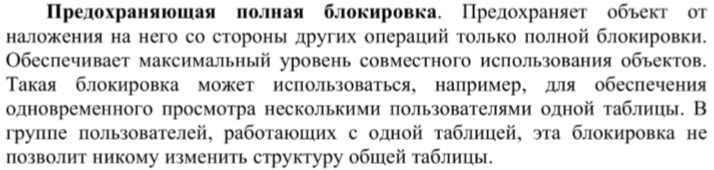 Предохраняющая полная блокировка. Предохраняет объект от
наложения на него со стороны других операций только полной блокировки.
Обеспечивает максимальный уровень совместного использования объектов.
Такая блокировка может использоваться, например, для обеспечения
одновременного просмотра несколькими пользователями одной таблицы. В
группе пользователей, работающих с одной таблицей, эта блокировка не
позволит никому изменить структуру общей таблицы.